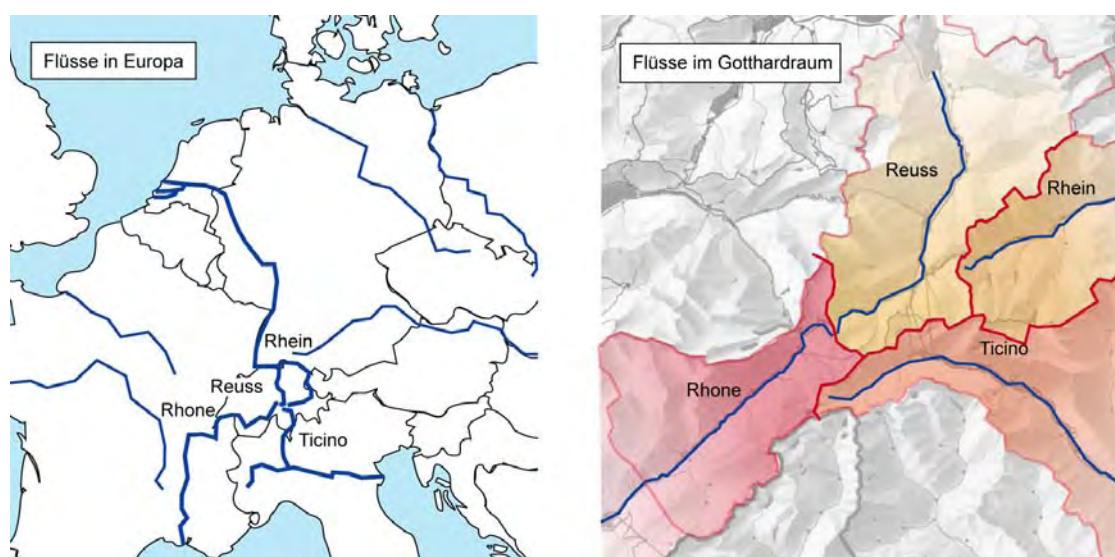 Flüsse in Europa
Rhein
Reuss
Rhone
Ticino
Flüsse im Gotthardraum
Reuss
Rhein
Ticino
Rhone